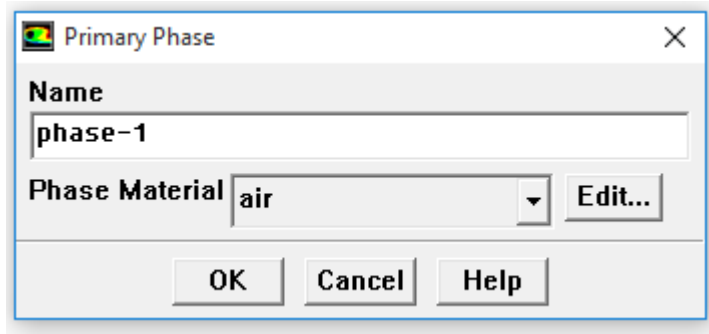 Primary Phase
Name
phase-1
Phase Material air Edit...
OK Cancel Help